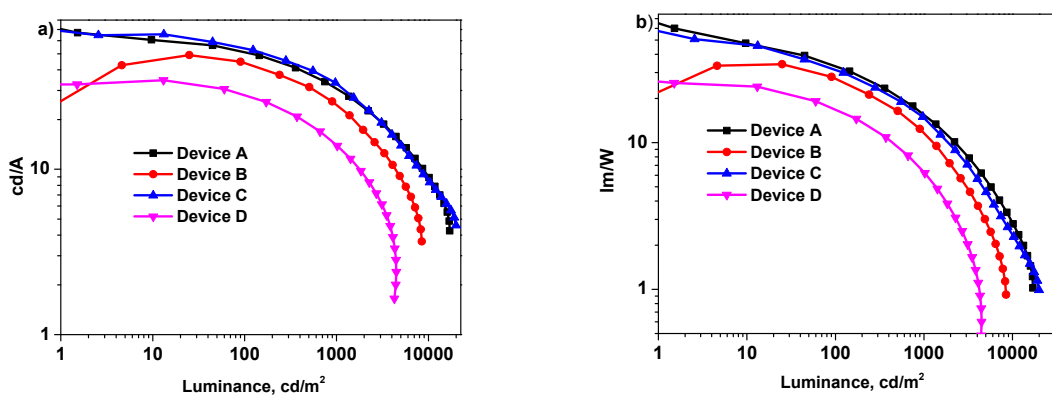 a)
cd/A
10
1
Device A
Device B
Device C
Device D
1 10 100 1000 10000
Luminance, cd/m²
b)
lm/W
10
1
Device A
Device B
Device C
Device D
1 10 100 1000 10000
Luminance, cd/m²